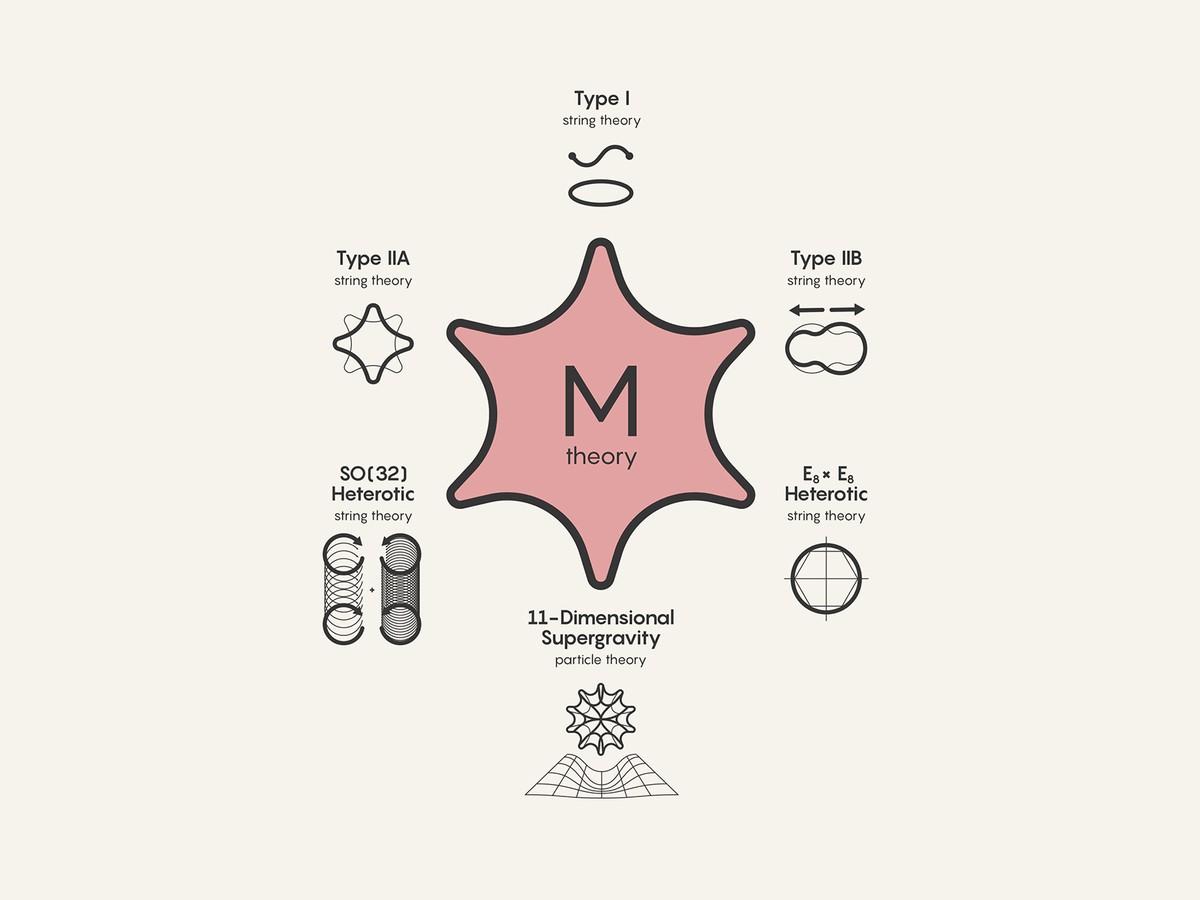 Type I
string theory
Type IIA
string theory
Type IIB
string theory
M
theory
SO(32)
Heterotic
string theory
E₈ × E₈
Heterotic
string theory
11-Dimensional
Supergravity
particle theory